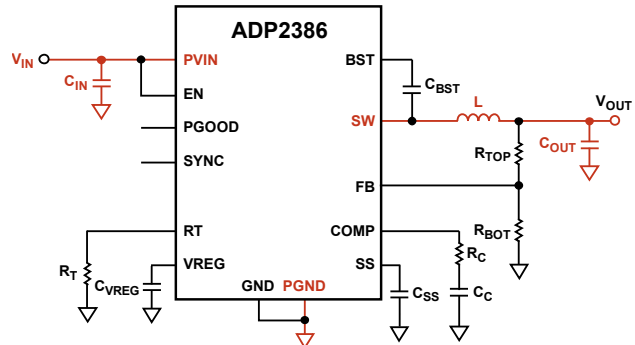 ADP2386
VIN
PVIN
BST
CIN
CBST
EN
L
VOUT
PGOOD
SW
RTOP
COUT
SYNC
FB
RBOT
RT
COMP
RC
RT
VREG
SS
CVREG
GND
PGND
CSS
CC